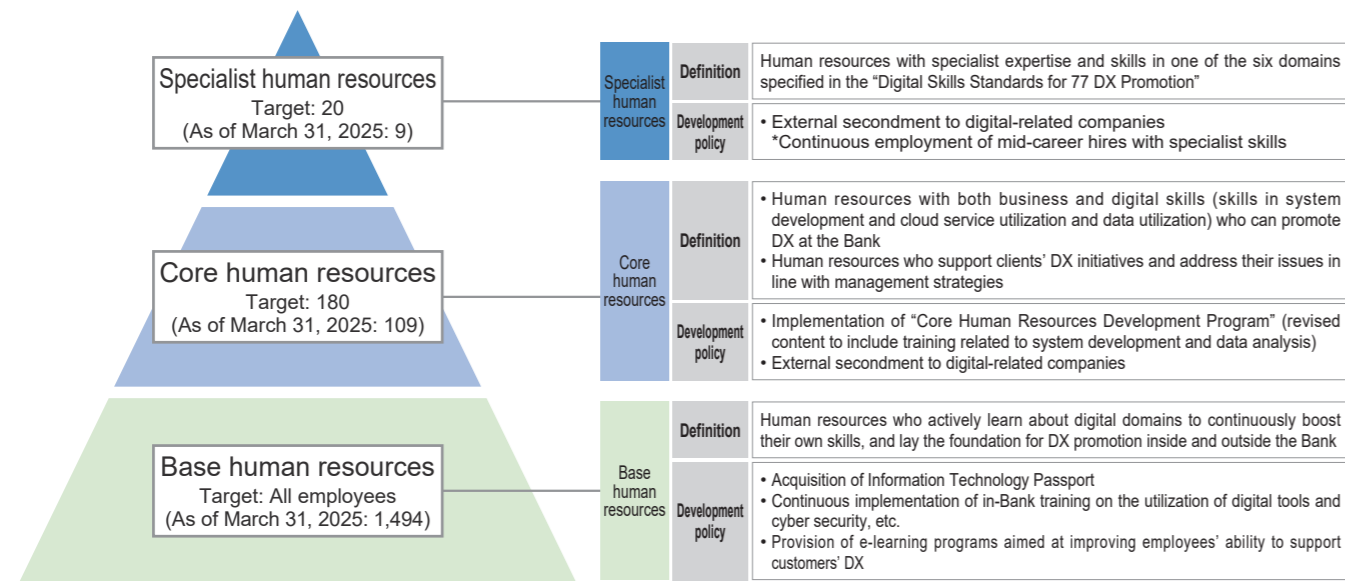 Specialist human resources
Target: 20
(As of March 31, 2025: 9)
Specialist
human
resources
Definition
Human resources with specialist expertise and skills in one of the six domains
specified in the “Digital Skills Standards for 77 DX Promotion”
Development
policy
• External secondment to digital-related companies
*Continuous employment of mid-career hires with specialist skills
Core human resources
Target: 180
(As of March 31, 2025: 109)
Core
human
resources
Definition
• Human resources with both business and digital skills (skills in system
development and cloud service utilization and data utilization) who can promote
DX at the Bank
• Human resources who support clients’ DX initiatives and address their issues in
line with management strategies
Development
policy
• Implementation of “Core Human Resources Development Program” (revised
content to include training related to system development and data analysis)
• External secondment to digital-related companies
Base human resources
Target: All employees
(As of March 31, 2025: 1,494)
Base
human
resources
Definition
Human resources who actively learn about digital domains to continuously boost
their own skills, and lay the foundation for DX promotion inside and outside the Bank
Development
policy
• Acquisition of Information Technology Passport
• Continuous implementation of in-Bank training on the utilization of digital tools and
cyber security, etc.
• Provision of e-learning programs aimed at improving employees’ ability to support
customers’ DX